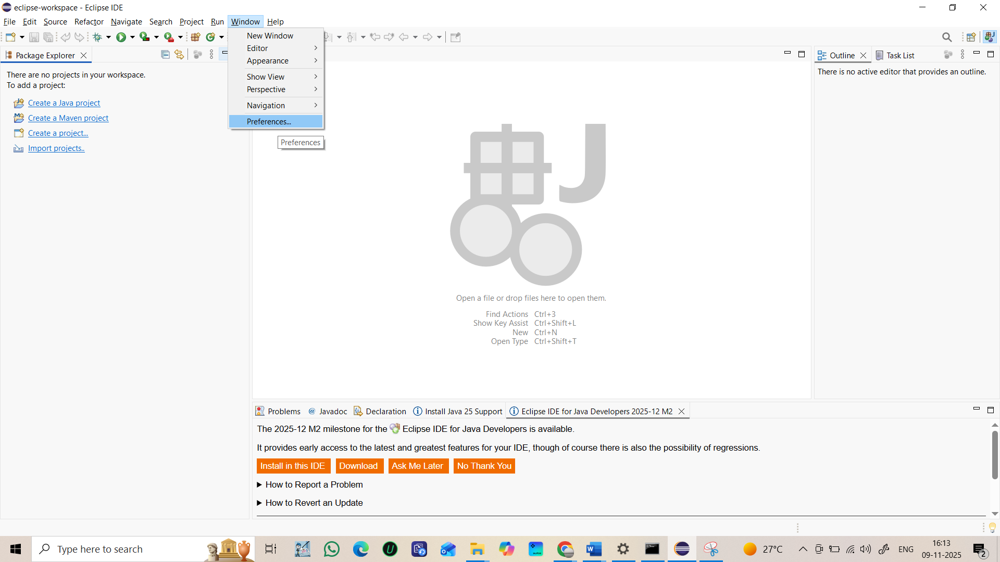 eclipse-workspace - Eclipse IDE
File Edit Source Refactor Navigate Search Project Run Window Help
New Window
Editor
Appearance
Show View
Perspective
Navigation
Preferences...
Preferences
Package Explorer
There are no projects in your workspace.
To add a project:
Create a Java project
Create a Maven project
Create a project...
Import projects..
Open a file or drop files here to open them.
Find Actions Ctrl+3
Show Key Assist Ctrl+Shift+L
New Ctrl+N
Open Type Ctrl+Shift+T
Outline Task List
There is no active editor that provides an outline.
Problems @ Javadoc Declaration Install Java 25 Support Eclipse IDE for Java Developers 2025-12 M2
The 2025-12 M2 milestone for the Eclipse IDE for Java Developers is available.
It provides early access to the latest and greatest features for your IDE, though of course there is also the possibility of regressions.
Install in this IDE Download Ask Me Later No Thank You
How to Report a Problem
How to Revert an Update
Type here to search
27°C
ENG
16:13
09-11-2025
2